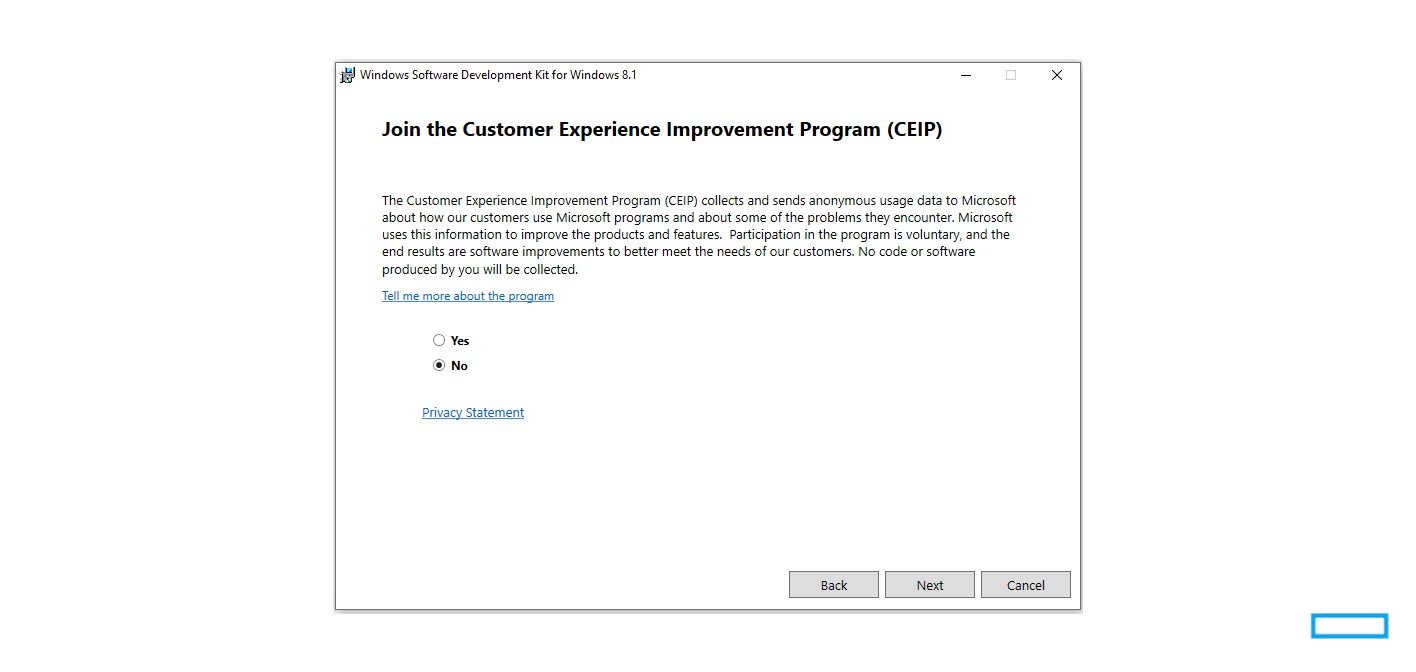 Windows Software Development Kit for Windows 8.1
Join the Customer Experience Improvement Program (CEIP)
The Customer Experience Improvement Program (CEIP) collects and sends anonymous usage data to Microsoft
about how our customers use Microsoft programs and about some of the problems they encounter. Microsoft
uses this information to improve the products and features.  Participation in the program is voluntary, and the
end results are software improvements to better meet the needs of our customers. No code or software
produced by you will be collected.
Tell me more about the program
Yes
No
Privacy Statement
Back Next Cancel